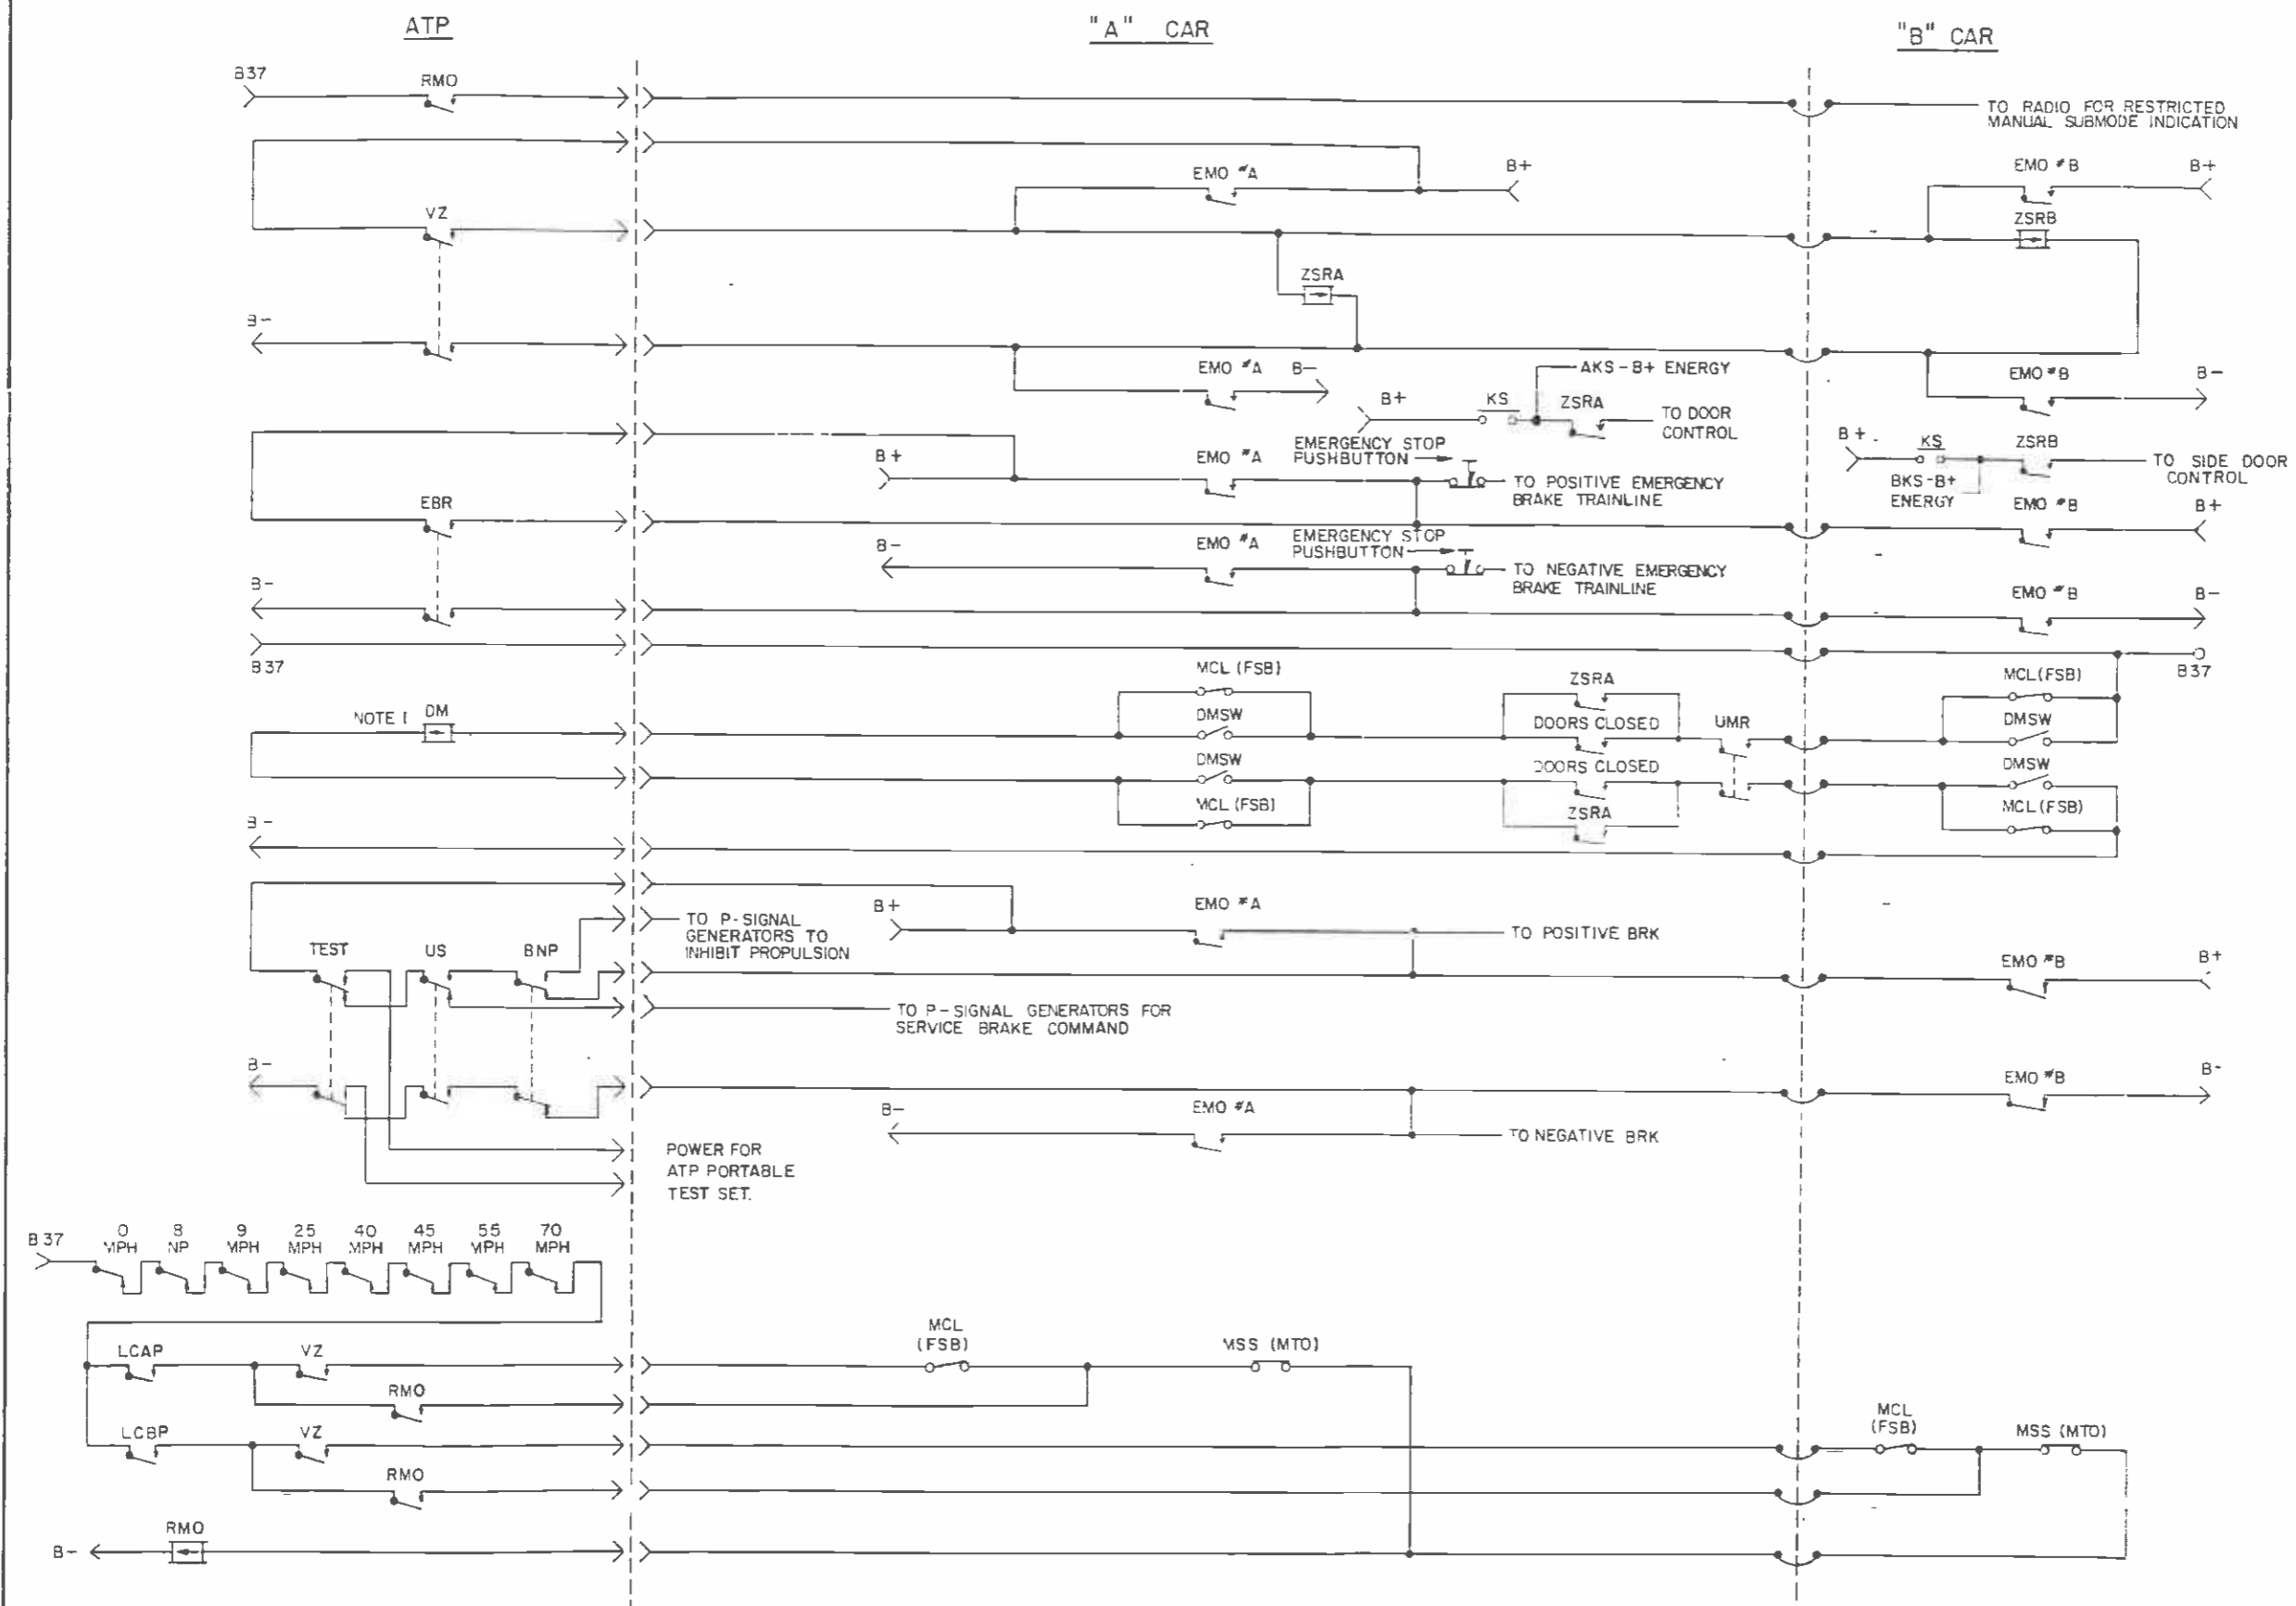 ATP
"A" CAR
"B" CAR
B37
RMO
TO RADIO FOR RESTRICTED
MANUAL SUBMODE INDICATION
EMO #A
B+
EMO #B
B+
VZ
ZSRB
ZSRA
B-
EMO #A
B-
AKS-B+ ENERGY
EMO #B
B-
B+
KS
ZSRA
TO DOOR
CONTROL
B+
KS
ZSRB
TO SIDE DOOR
CONTROL
BKS-B+
ENERGY
B+
EMO #A
EMERGENCY STOP
PUSHBUTTON
TO POSITIVE EMERGENCY
BRAKE TRAINLINE
EBR
EMO #B
B+
B-
EMO #A
EMERGENCY STOP
PUSHBUTTON
TO NEGATIVE EMERGENCY
BRAKE TRAINLINE
B-
EMO #B
B-
B37
B37
MCL (FSB)
ZSRA
MCL(FSB)
NOTE 1
DM
DMSW
DOORS CLOSED
UMR
DMSW
DMSW
DOORS CLOSED
DMSW
MCL (FSB)
ZSRA
MCL(FSB)
B-
B+
EMO #A
TO P-SIGNAL
GENERATORS TO
INHIBIT PROPULSION
TO POSITIVE BRK
TEST
US
BNP
EMO #B
B+
TO P-SIGNAL GENERATORS FOR
SERVICE BRAKE COMMAND
B-
EMO #B
B-
B-
EMO #A
TO NEGATIVE BRK
POWER FOR
ATP PORTABLE
TEST SET.
B37
0
MPH
8
NP
9
MPH
25
MPH
40
MPH
45
MPH
55
MPH
70
MPH
LCAP
VZ
MCL
(FSB)
MSS (MTO)
RMO
LCBP
VZ
MCL
(FSB)
MSS (MTO)
RMO
RMO
B-